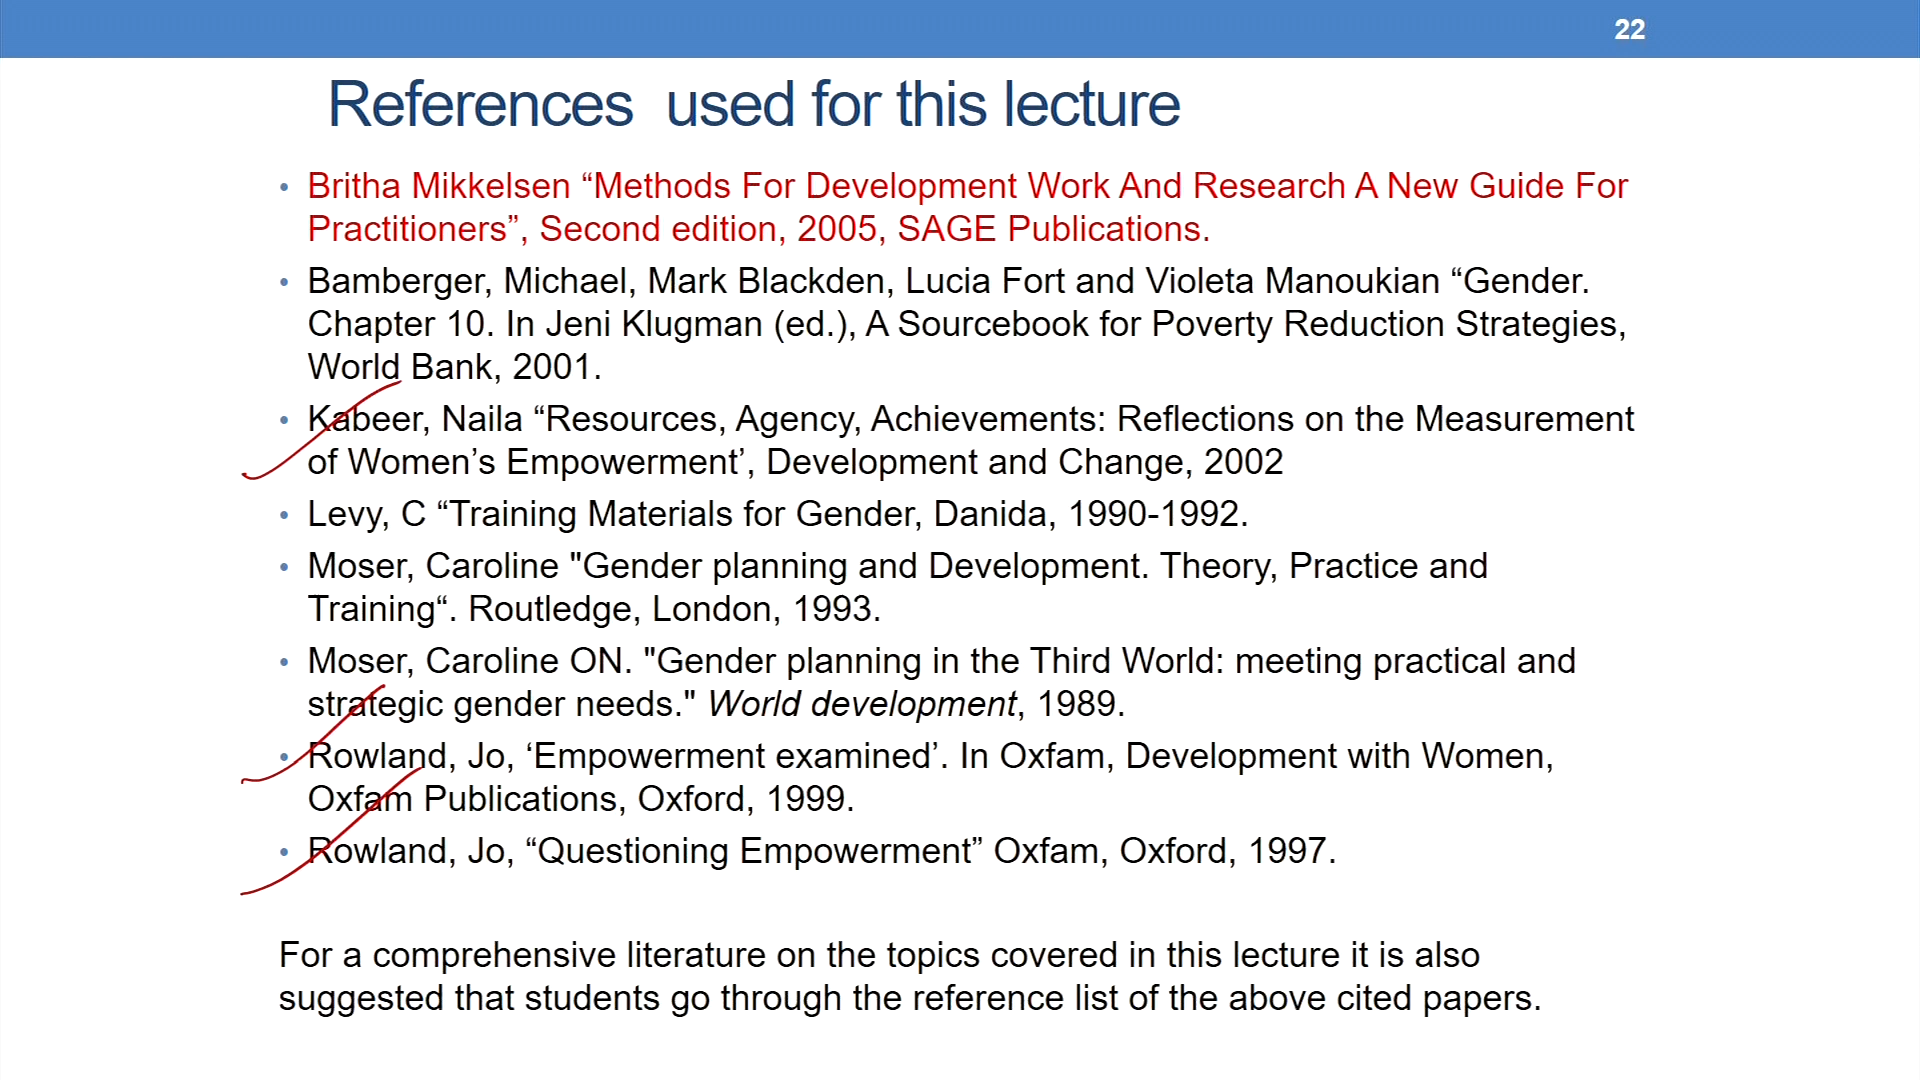 22
References used for this lecture
• Britha Mikkelsen “Methods For Development Work And Research A New Guide For
Practitioners”, Second edition, 2005, SAGE Publications.
• Bamberger, Michael, Mark Blackden, Lucia Fort and Violeta Manoukian “Gender.
Chapter 10. In Jeni Klugman (ed.), A Sourcebook for Poverty Reduction Strategies,
World Bank, 2001.
• Kabeer, Naila “Resources, Agency, Achievements: Reflections on the Measurement
of Women’s Empowerment’, Development and Change, 2002
• Levy, C “Training Materials for Gender, Danida, 1990-1992.
• Moser, Caroline "Gender planning and Development. Theory, Practice and
Training“. Routledge, London, 1993.
• Moser, Caroline ON. "Gender planning in the Third World: meeting practical and
strategic gender needs." World development, 1989.
• Rowland, Jo, ‘Empowerment examined’. In Oxfam, Development with Women,
Oxfam Publications, Oxford, 1999.
• Rowland, Jo, “Questioning Empowerment” Oxfam, Oxford, 1997.
For a comprehensive literature on the topics covered in this lecture it is also
suggested that students go through the reference list of the above cited papers.